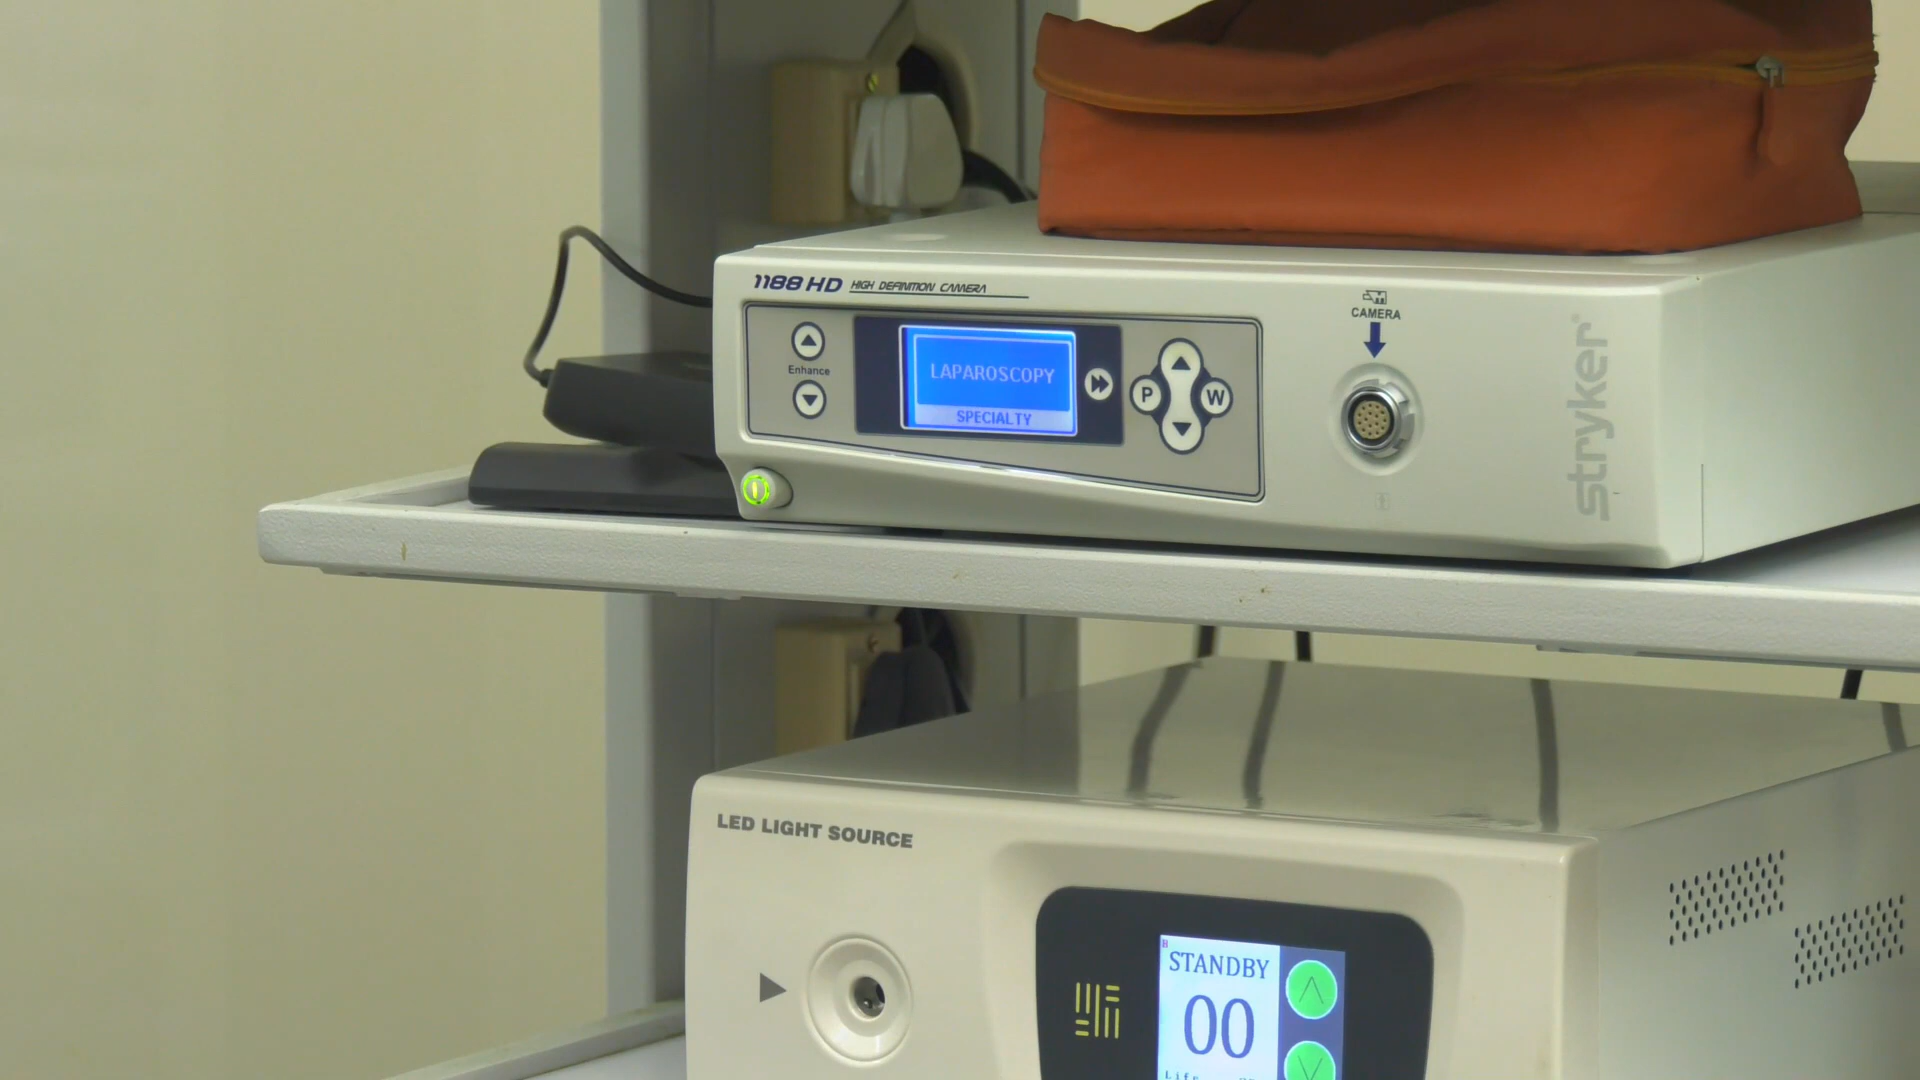 1188 HD HIGH DEFINITION CAMERA
CAMERA
Enhance
LAPAROSCOPY
SPECIALTY
P
W
stryker®
LED LIGHT SOURCE
H
STANDBY
00